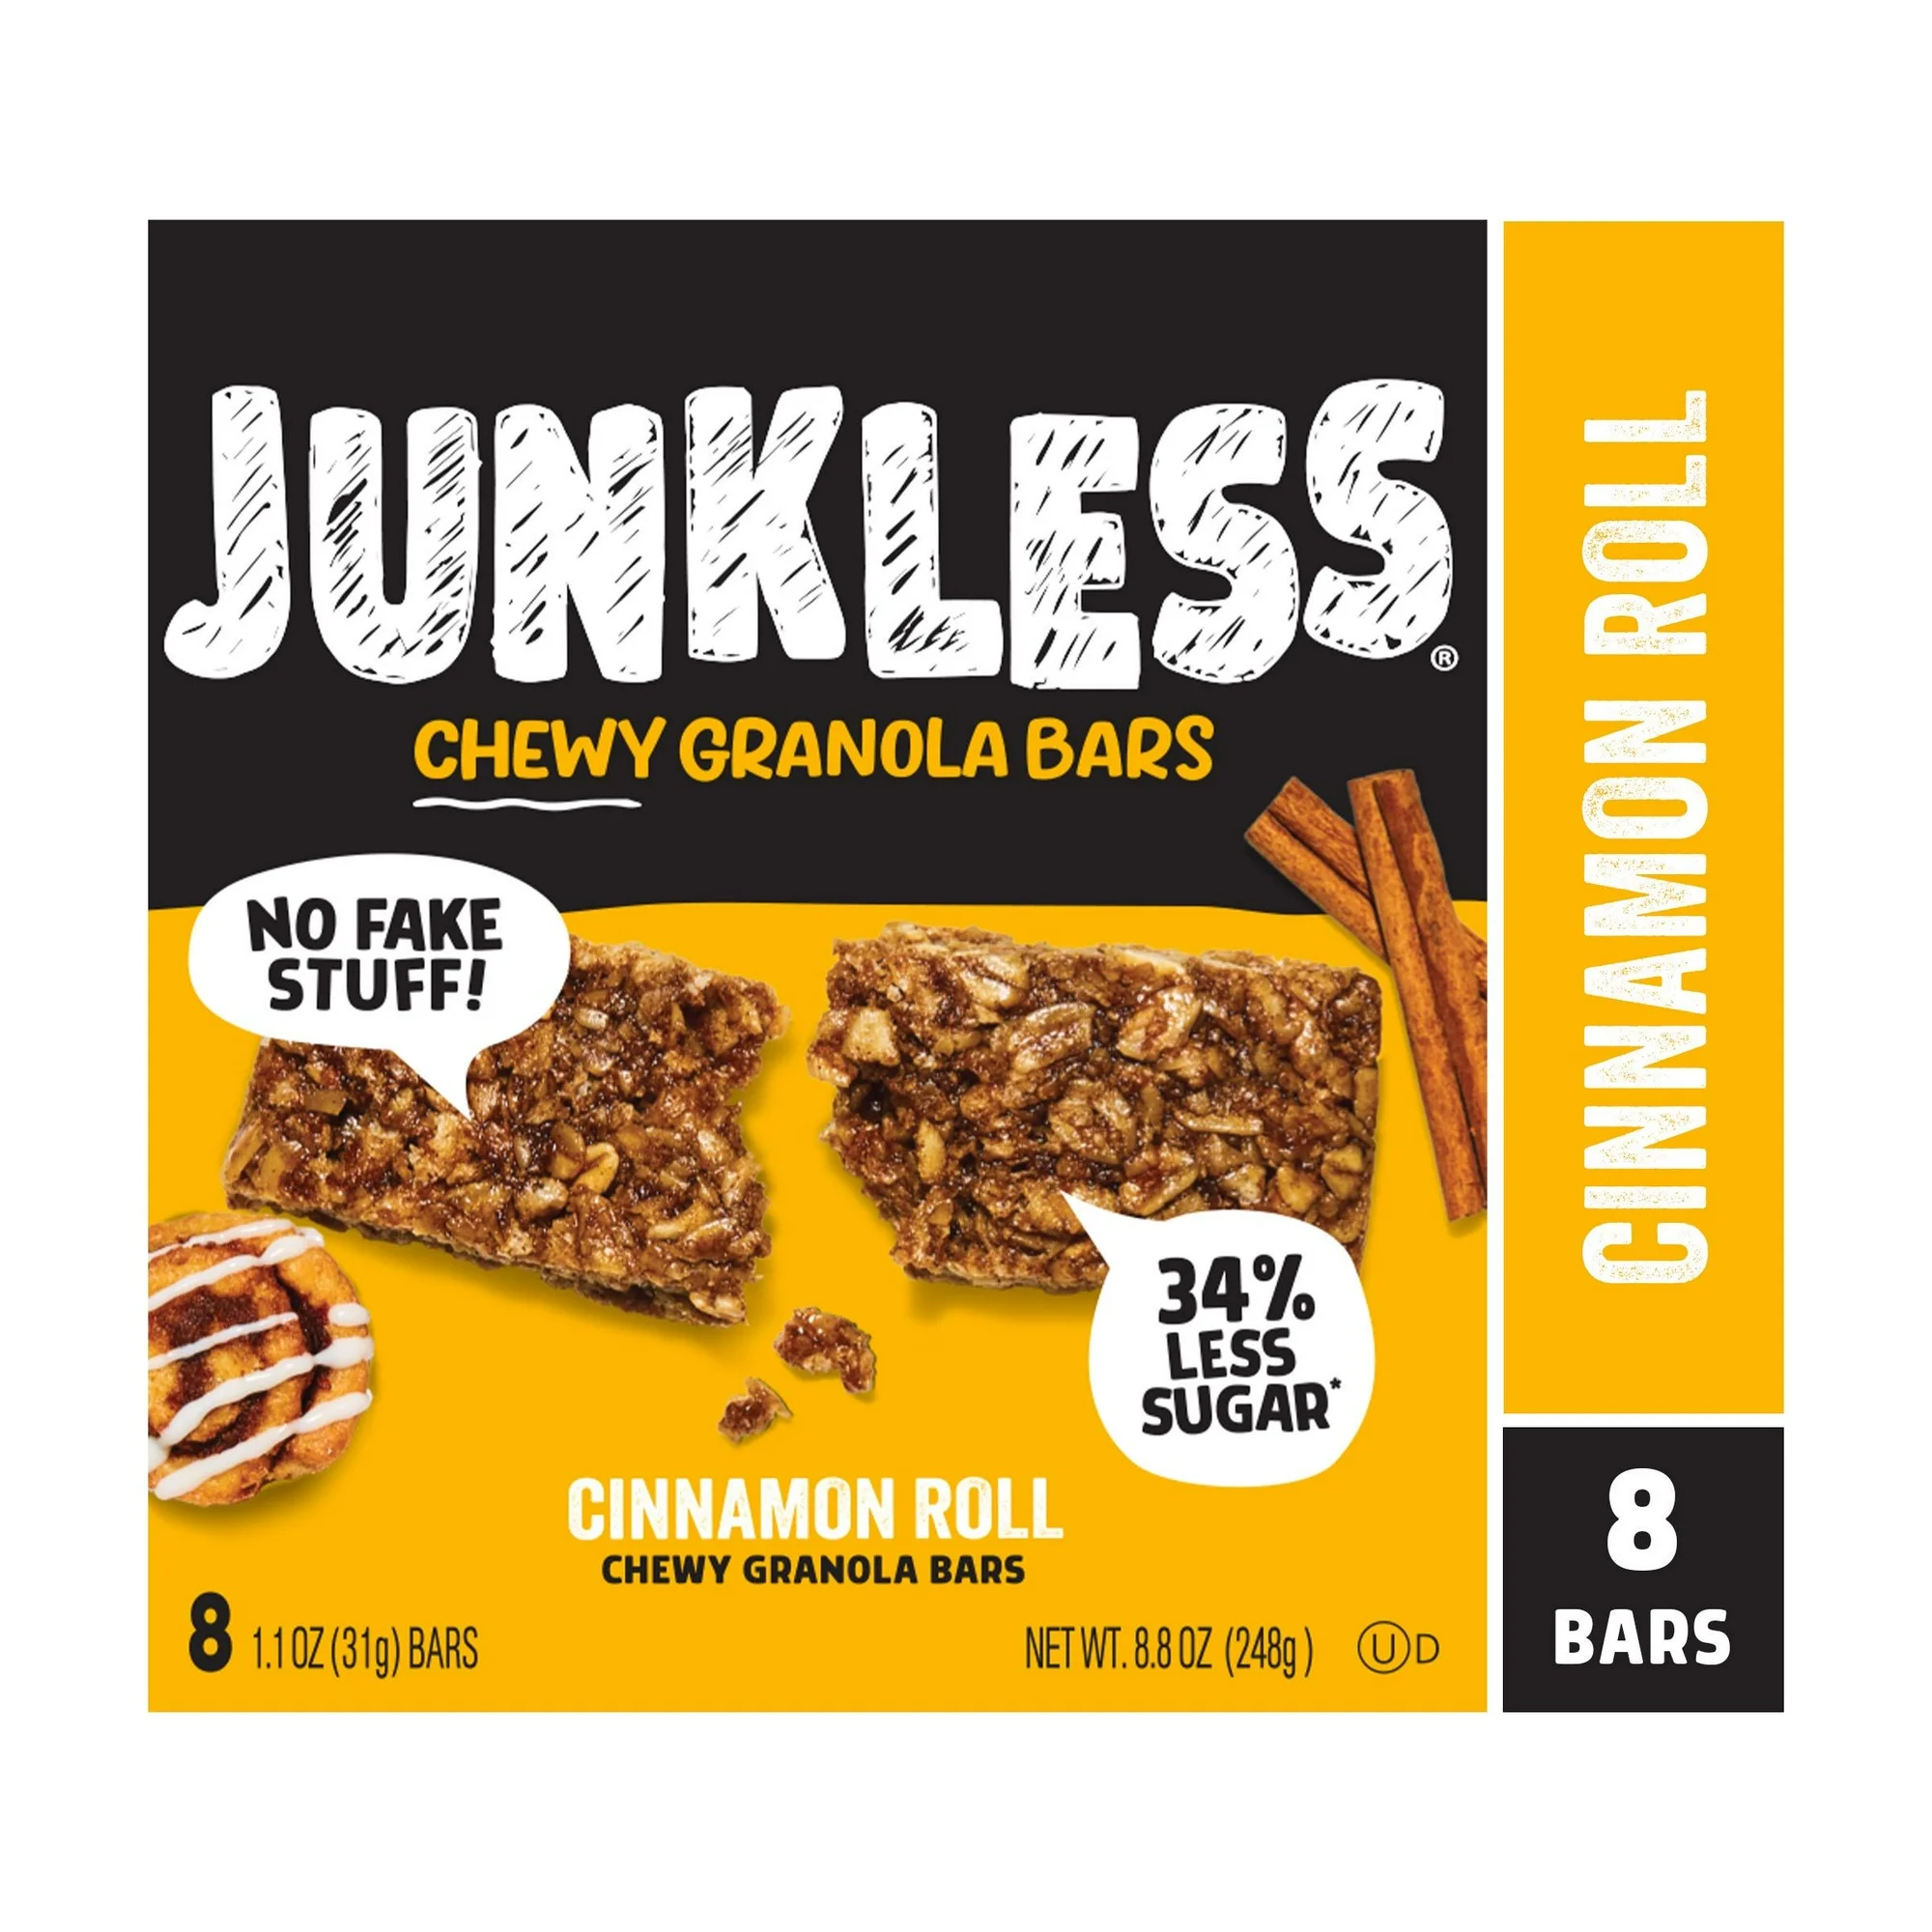 JUNKLESS®
CHEWY GRANOLA BARS
NO FAKE
STUFF!
34%
LESS
SUGAR*
CINNAMON ROLL
CHEWY GRANOLA BARS
8 1.1 OZ (31g) BARS
NET WT. 8.8 OZ (248g)
Ⓤ D
CINNAMON ROLL
8
BARS